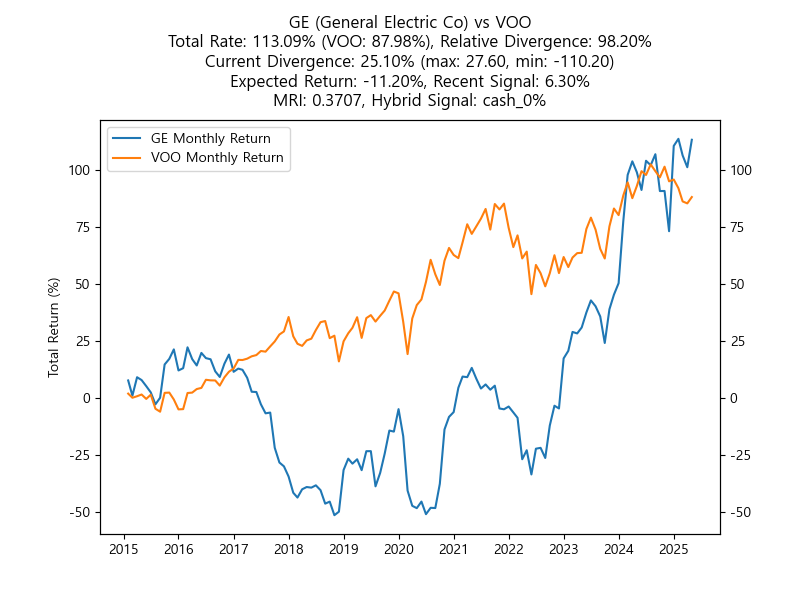 GE (General Electric Co) vs VOO
Total Rate: 113.09% (VOO: 87.98%), Relative Divergence: 98.20%
Current Divergence: 25.10% (max: 27.60, min: -110.20)
Expected Return: -11.20%, Recent Signal: 6.30%
MRI: 0.3707, Hybrid Signal: cash_0%
GE Monthly Return
VOO Monthly Return
Total Return (%)
100
75
50
25
0
-25
-50
100
75
50
25
0
-25
-50
2015 2016 2017 2018 2019 2020 2021 2022 2023 2024 2025